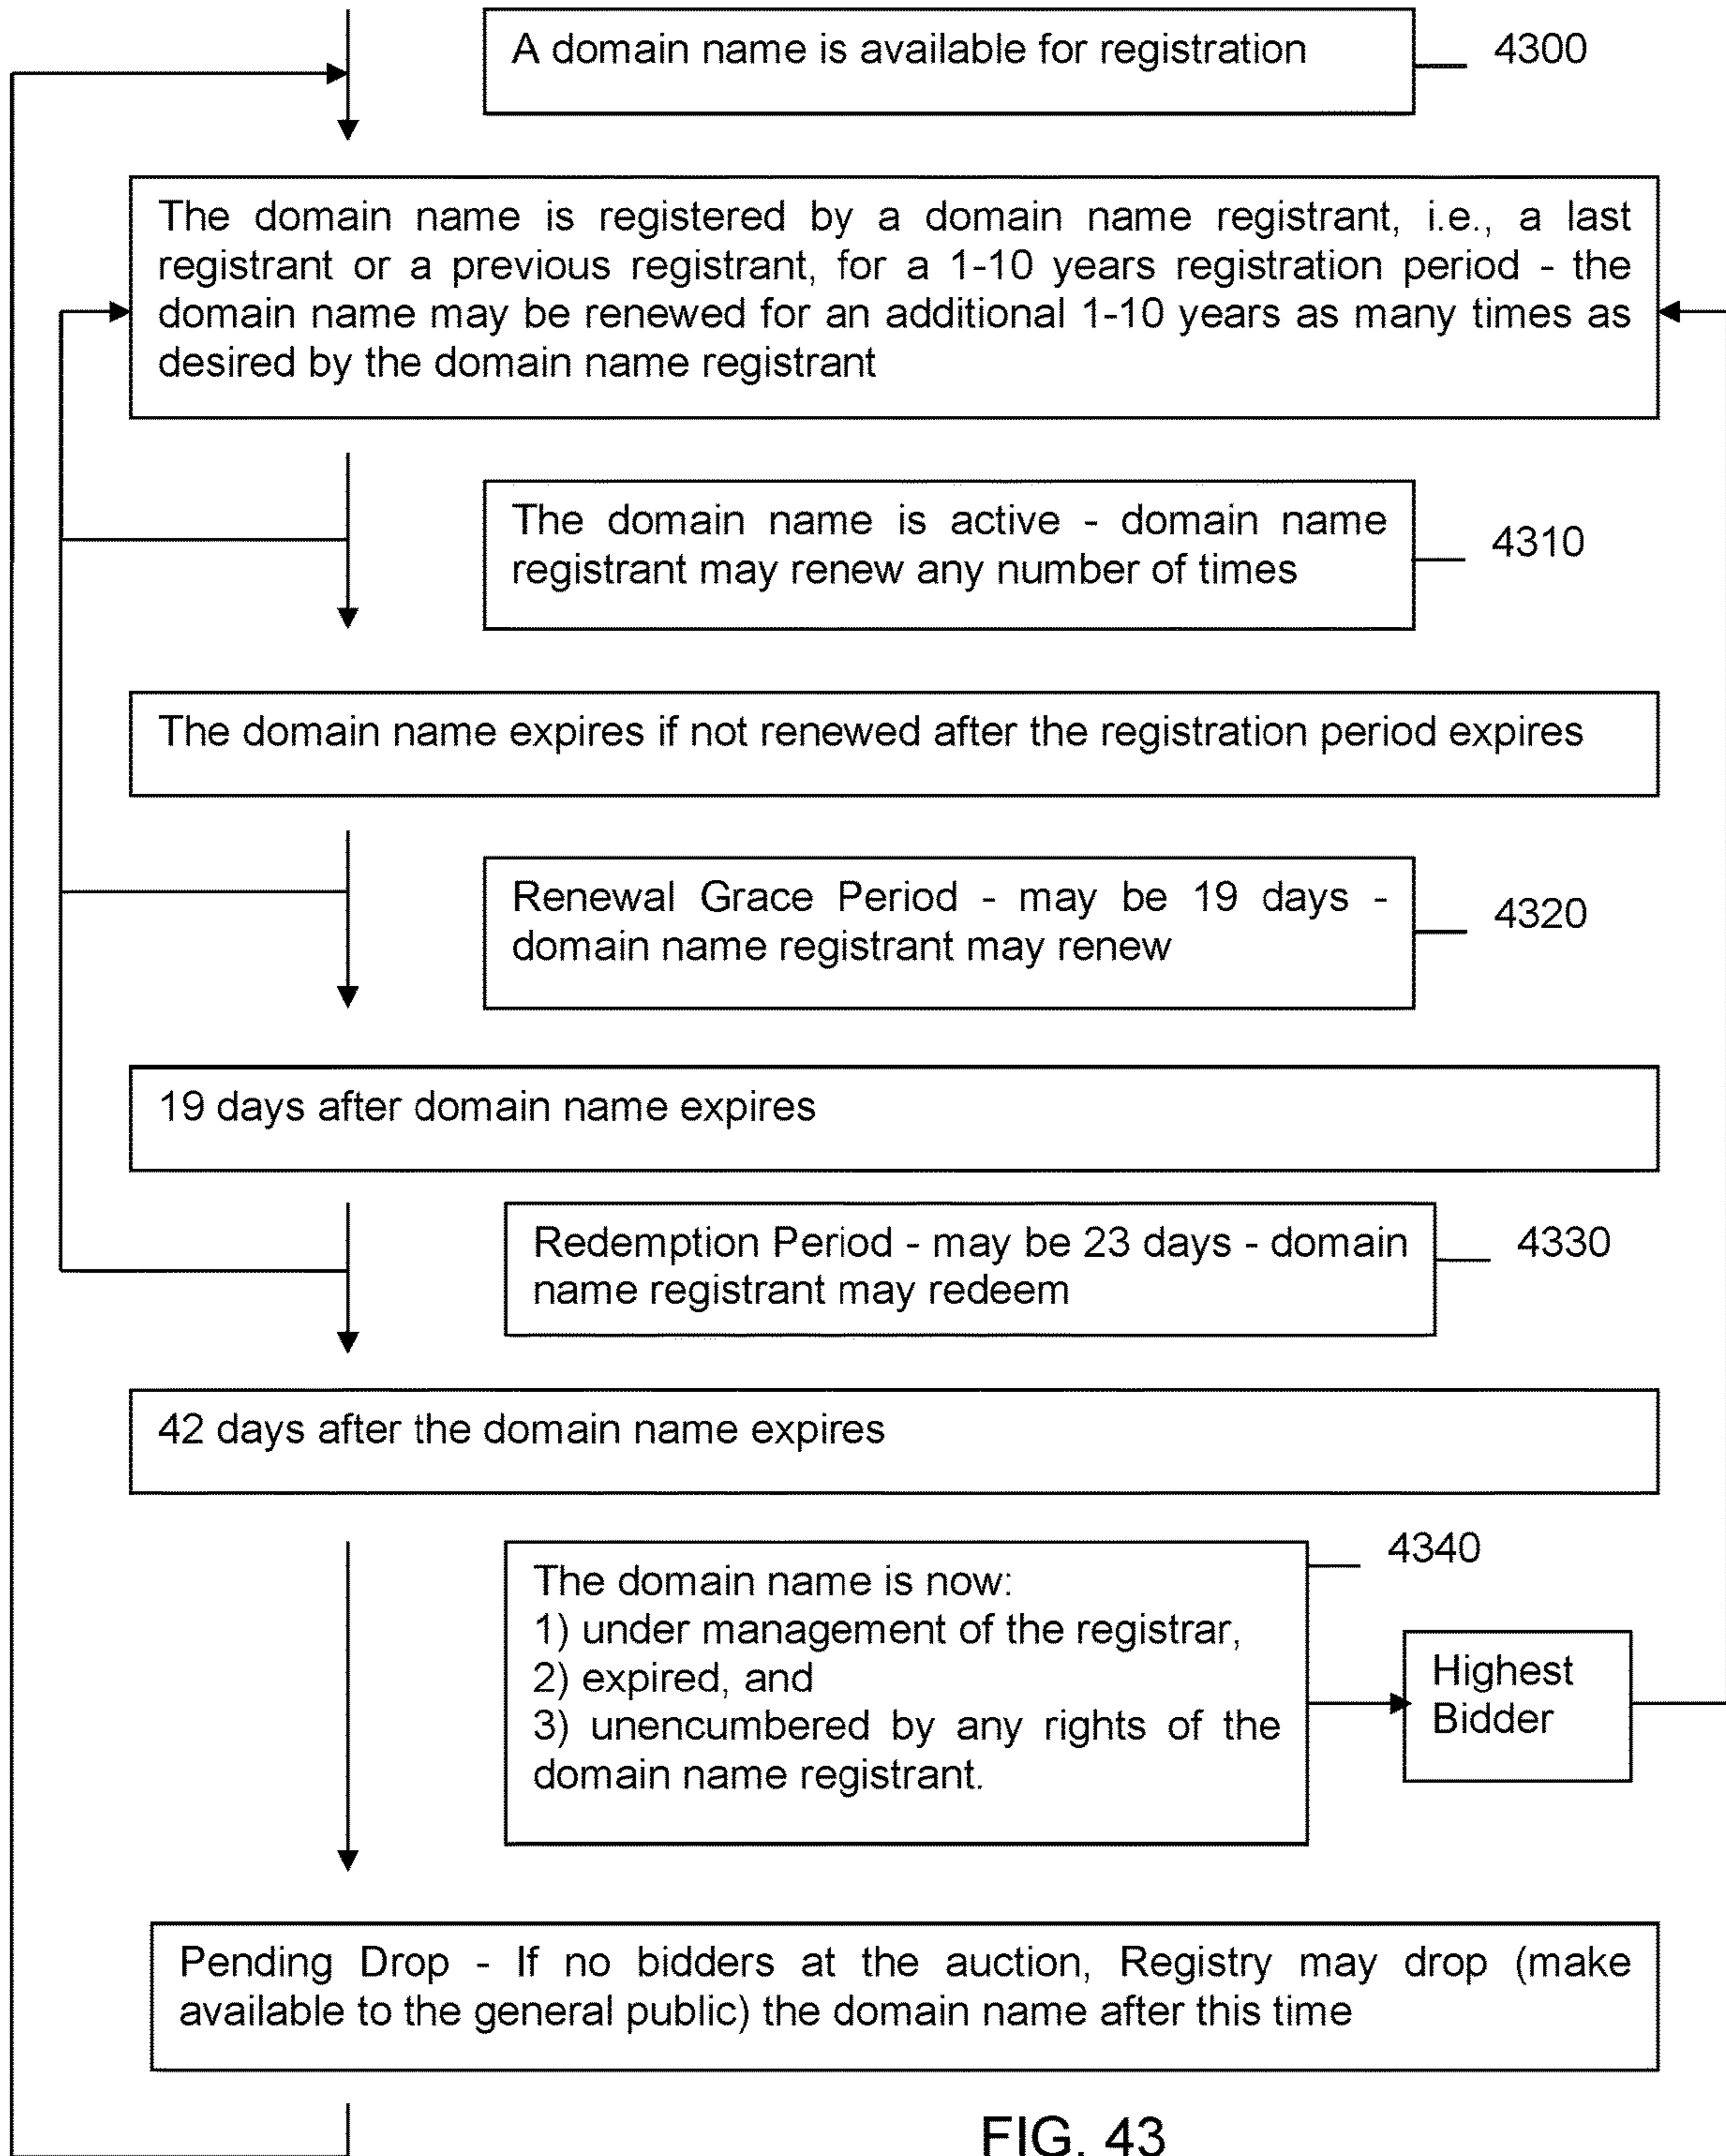 A domain name is available for registration
4300
The domain name is registered by a domain name registrant, i.e., a last
registrant or a previous registrant, for a 1-10 years registration period - the
domain name may be renewed for an additional 1-10 years as many times as
desired by the domain name registrant
The domain name is active - domain name
registrant may renew any number of times
4310
The domain name expires if not renewed after the registration period expires
Renewal Grace Period - may be 19 days -
domain name registrant may renew
4320
19 days after domain name expires
Redemption Period - may be 23 days - domain
name registrant may redeem
4330
42 days after the domain name expires
4340
The domain name is now:
1) under management of the registrar,
2) expired, and
3) unencumbered by any rights of the
domain name registrant.
Highest
Bidder
Pending Drop - If no bidders at the auction, Registry may drop (make
available to the general public) the domain name after this time
FIG. 43